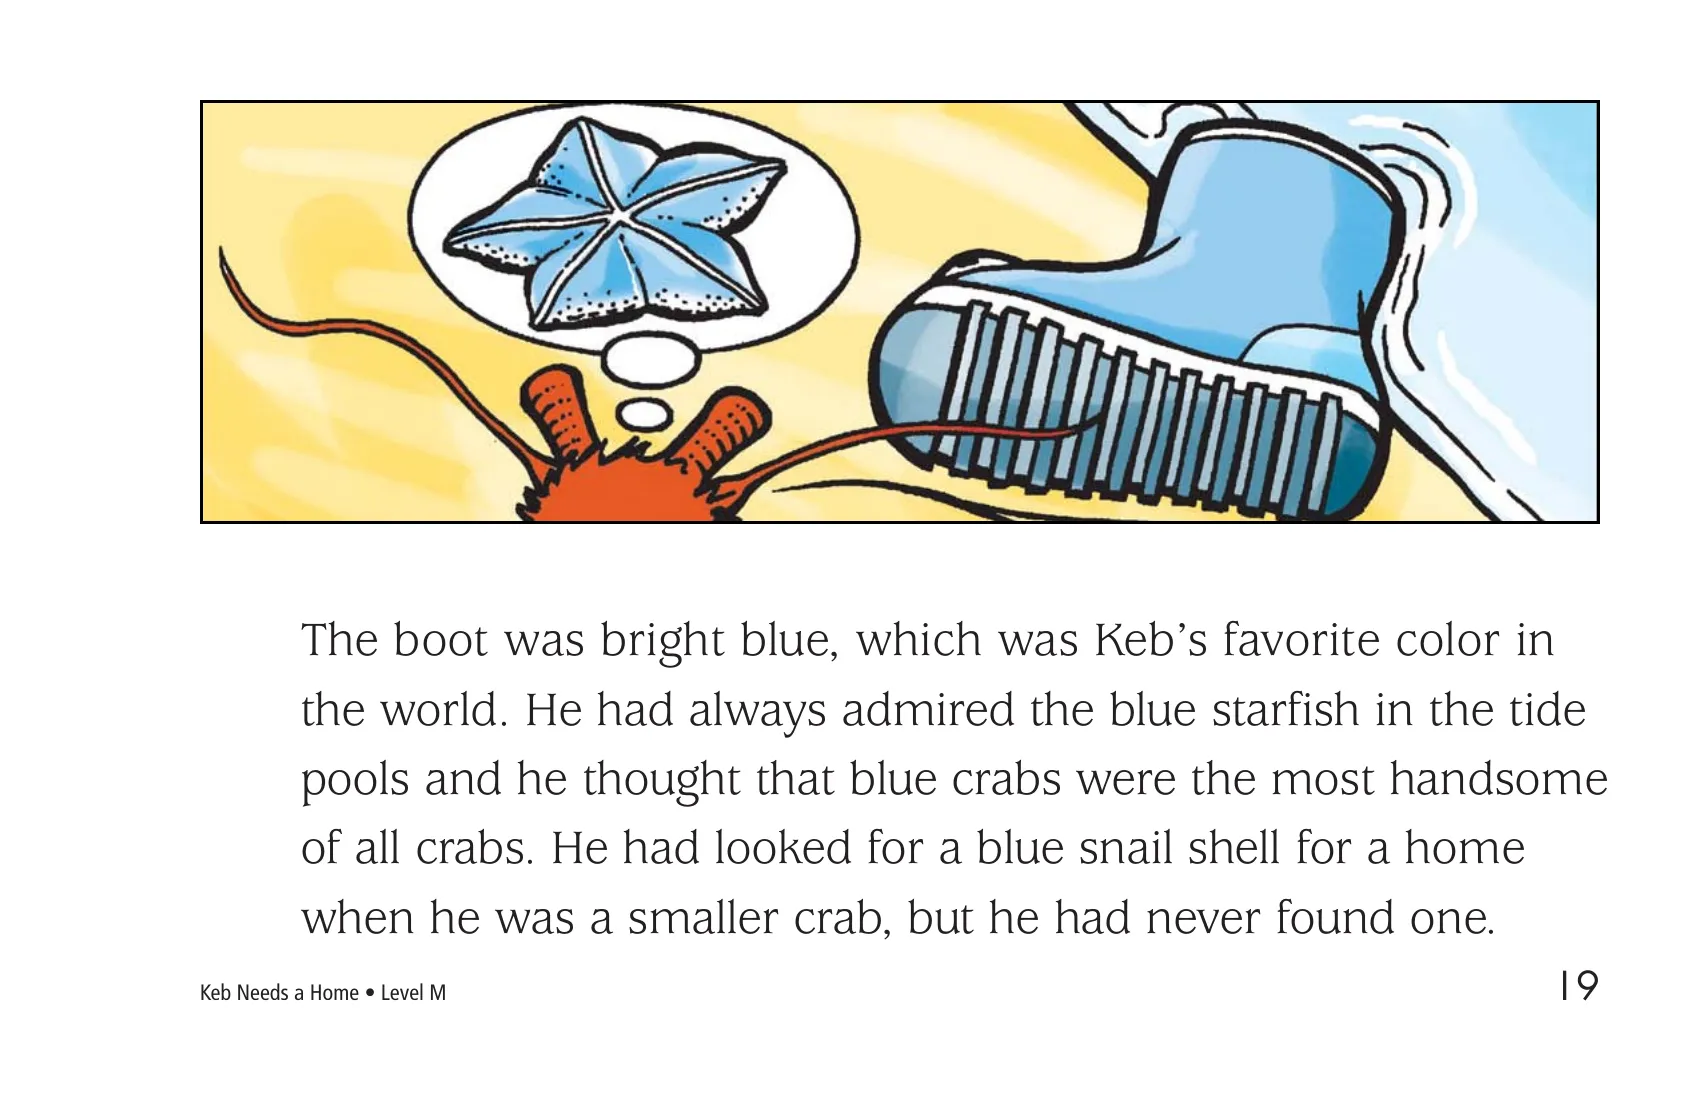 The boot was bright blue, which was Keb’s favorite color in
the world. He had always admired the blue starfish in the tide
pools and he thought that blue crabs were the most handsome
of all crabs. He had looked for a blue snail shell for a home
when he was a smaller crab, but he had never found one.
Keb Needs a Home • Level M
19